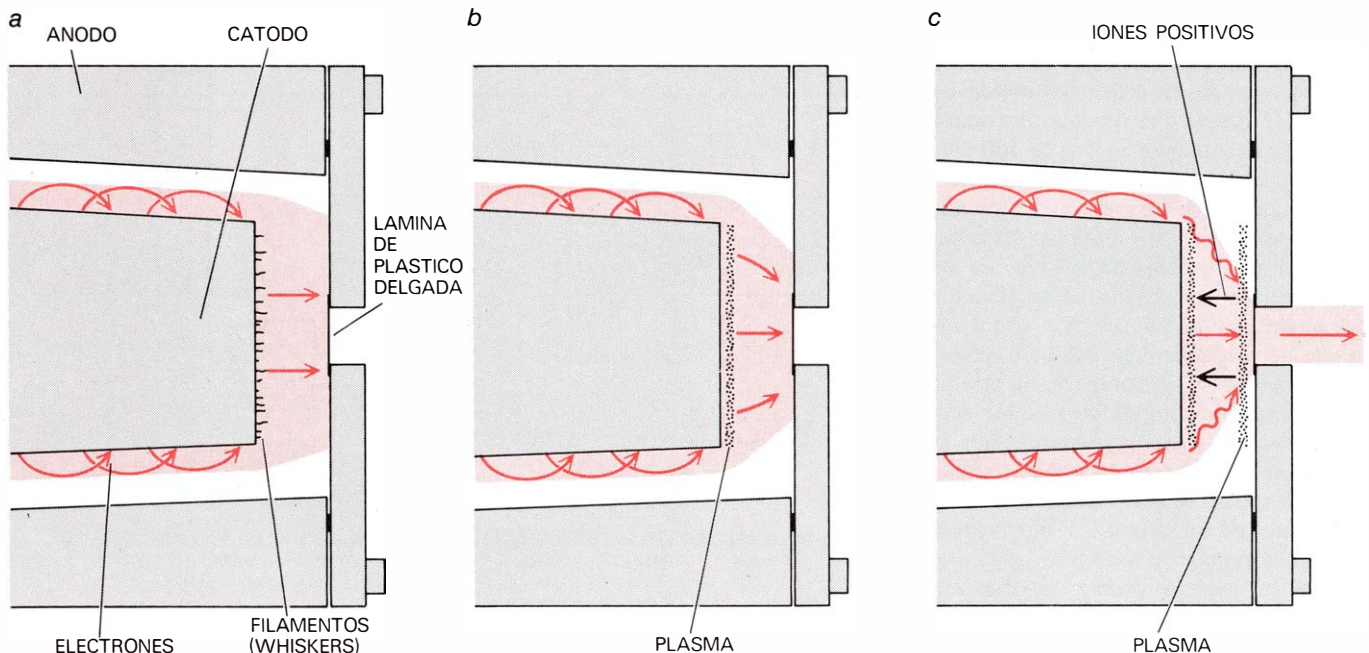 a
ANODO
CATODO
LAMINA
DE
PLASTICO
DELGADA
ELECTRONES
FILAMENTOS
(WHISKERS)
b
PLASMA
c
IONES POSITIVOS
PLASMA